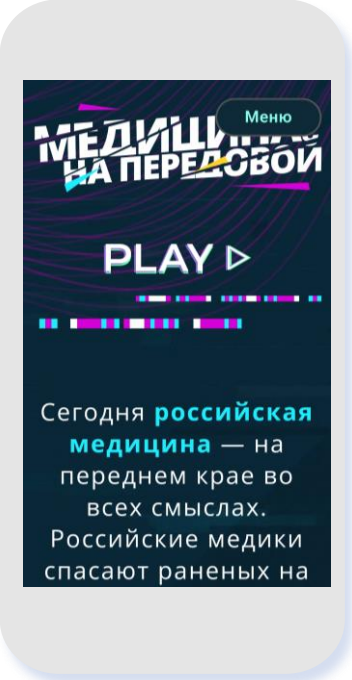 Меню
МЕДИЦИНА
НА ПЕРЕДОВОЙ
PLAY
Сегодня российская
медицина — на
переднем крае во
всех смыслах.
Российские медики
спасают раненых на